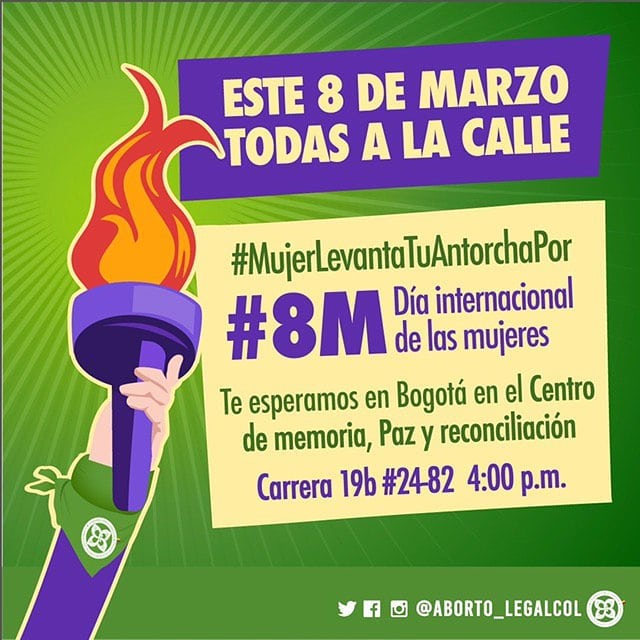 ESTE 8 DE MARZO
TODAS A LA CALLE
#MujerLevantaTuAntorchaPor
#8M Día internacional
de las mujeres
Te esperamos en Bogotá en el Centro
de memoria, Paz y reconciliación
Carrera 19b #24-82 4:00 p.m.
@ABORTO_LEGALCOL